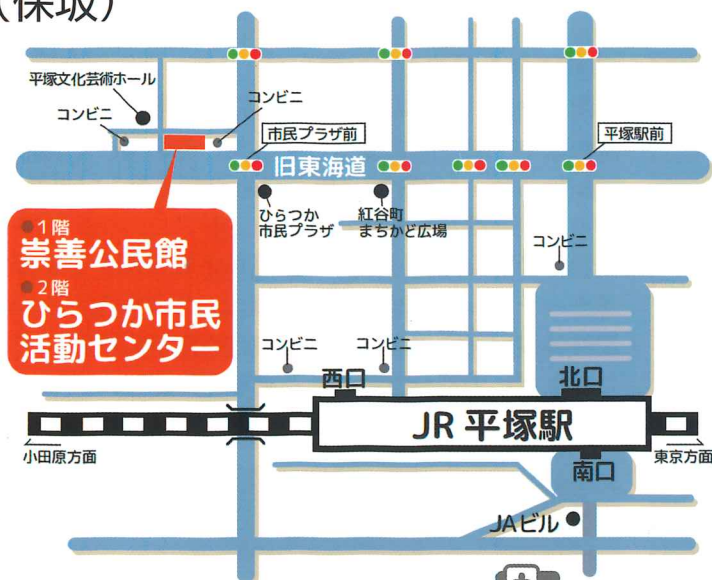 （保坂）
平塚文化芸術ホール
コンビニ
コンビニ
市民プラザ前
平塚駅前
旧東海道
ひらつか
市民プラザ
紅谷町
まちかど広場
1階
崇善公民館
2階
ひらつか市民
活動センター
コンビニ
コンビニ
コンビニ
西口
北口
JR 平塚駅
小田原方面
東京方面
南口
JAビル